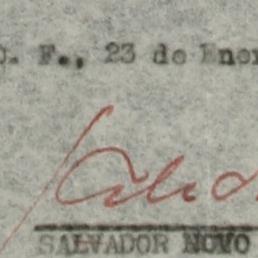 F., 23 de Ener
SALVADOR NOVO